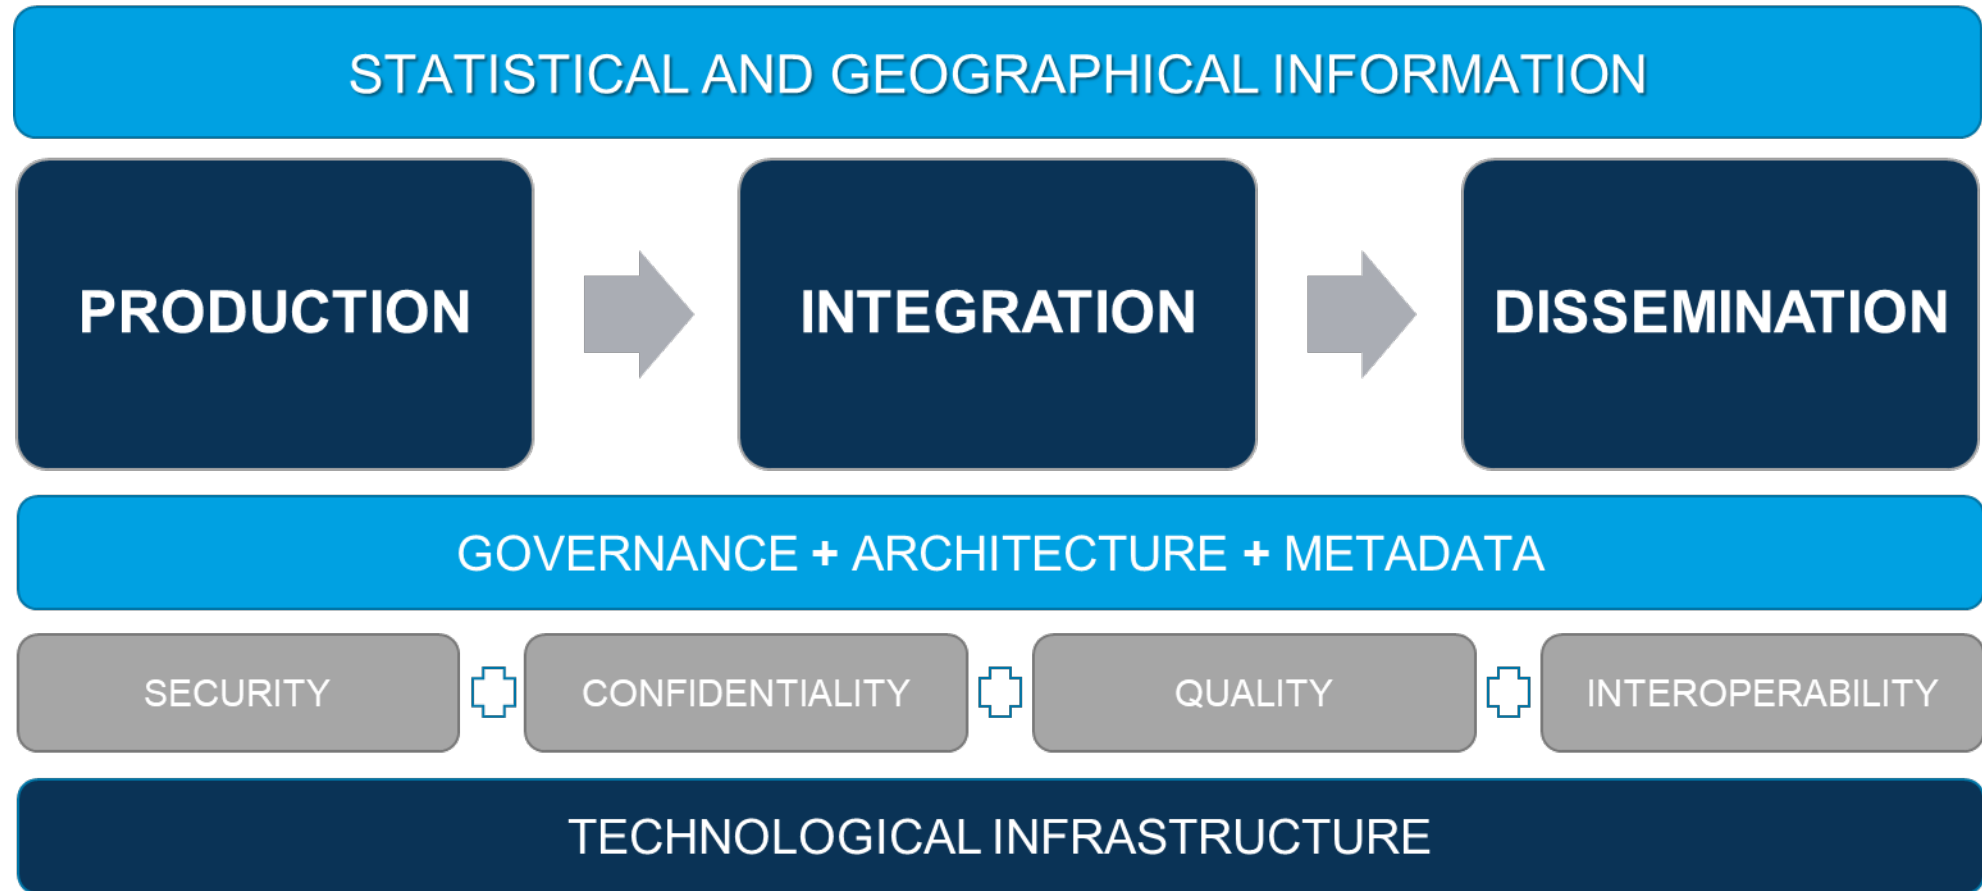 STATISTICAL AND GEOGRAPHICAL INFORMATION
PRODUCTION
INTEGRATION
DISSEMINATION
GOVERNANCE + ARCHITECTURE + METADATA
SECURITY
CONFIDENTIALITY
QUALITY
INTEROPERABILITY
TECHNOLOGICAL INFRASTRUCTURE